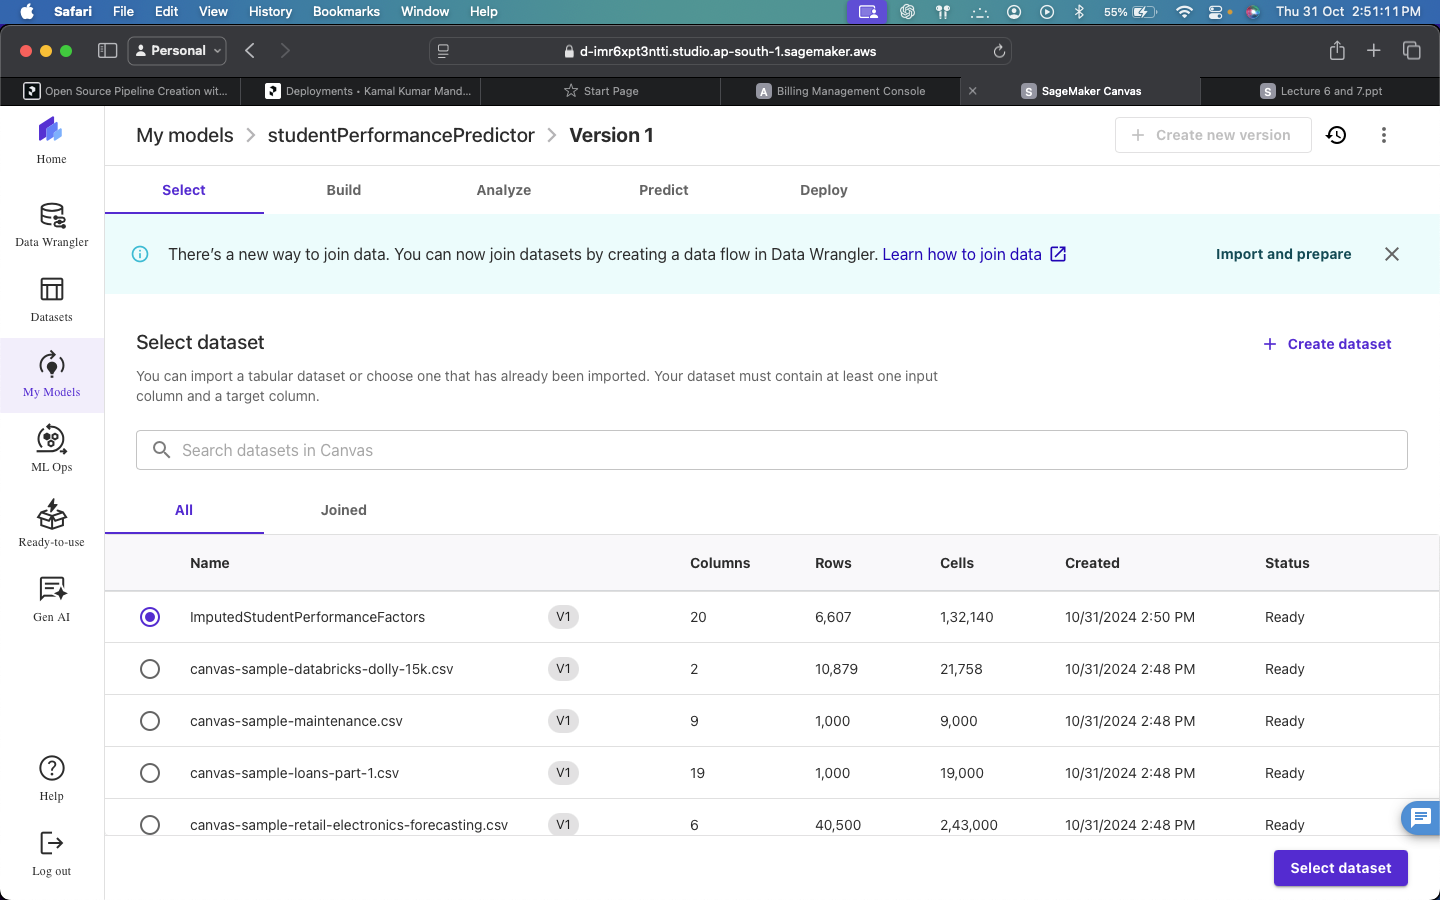 Safari File Edit View History Bookmarks Window Help 55% Thu 31 Oct 2:51:11 PM
Personal d-imr6xpt3ntti.studio.ap-south-1.sagemaker.aws
Open Source Pipeline Creation wit... Deployments • Kamal Kumar Mand... Start Page A Billing Management Console S SageMaker Canvas S Lecture 6 and 7.ppt
Home
Data Wrangler
Datasets
My Models
ML Ops
Ready-to-use
Gen AI
Help
Log out
My models > studentPerformancePredictor > Version 1
+ Create new version
Select Build Analyze Predict Deploy
There's a new way to join data. You can now join datasets by creating a data flow in Data Wrangler. Learn how to join data
Import and prepare
Select dataset
+ Create dataset
You can import a tabular dataset or choose one that has already been imported. Your dataset must contain at least one input
column and a target column.
Search datasets in Canvas
All Joined
Name Columns Rows Cells Created Status
ImputedStudentPerformanceFactors V1 20 6,607 1,32,140 10/31/2024 2:50 PM Ready
canvas-sample-databricks-dolly-15k.csv V1 2 10,879 21,758 10/31/2024 2:48 PM Ready
canvas-sample-maintenance.csv V1 9 1,000 9,000 10/31/2024 2:48 PM Ready
canvas-sample-loans-part-1.csv V1 19 1,000 19,000 10/31/2024 2:48 PM Ready
canvas-sample-retail-electronics-forecasting.csv V1 6 40,500 2,43,000 10/31/2024 2:48 PM Ready
Select dataset